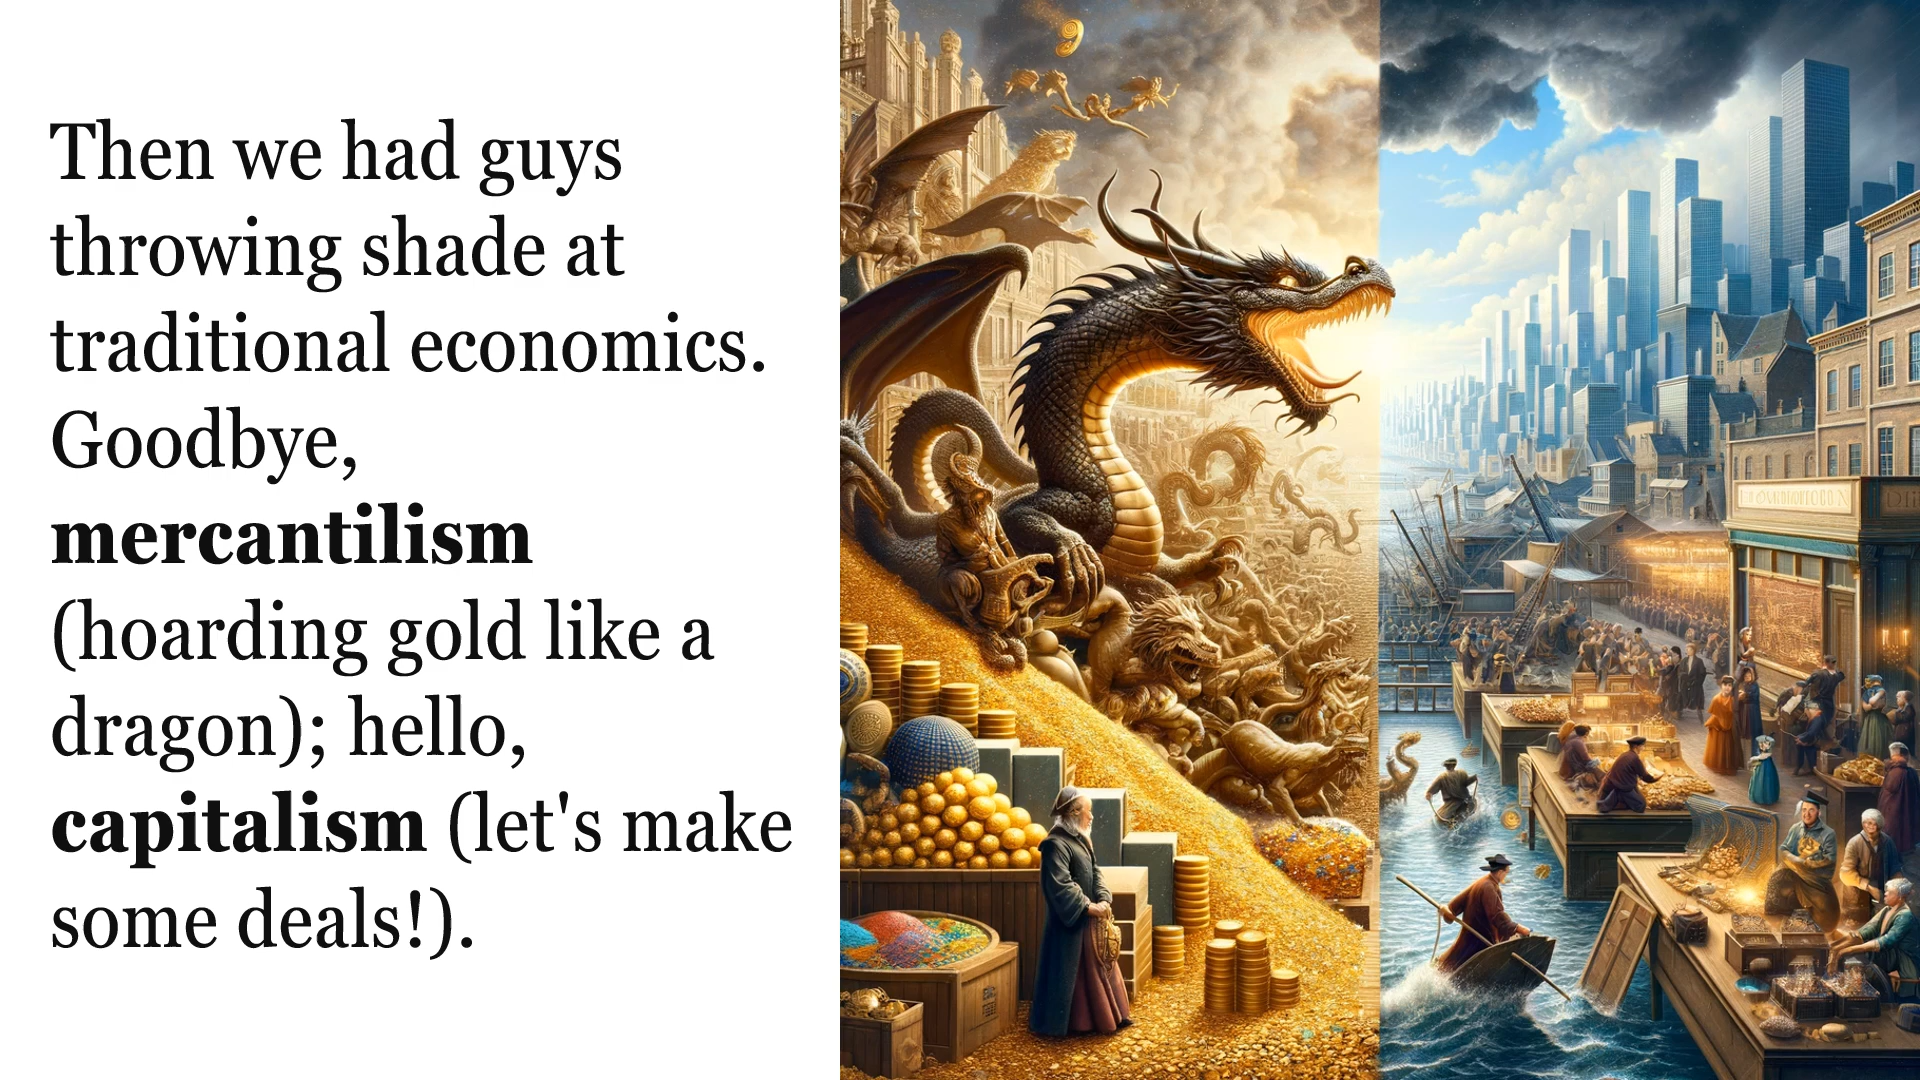 Then we had guys
throwing shade at
traditional economics.
Goodbye,
mercantilism
(hoarding gold like a
dragon); hello,
capitalism (let's make
some deals!).